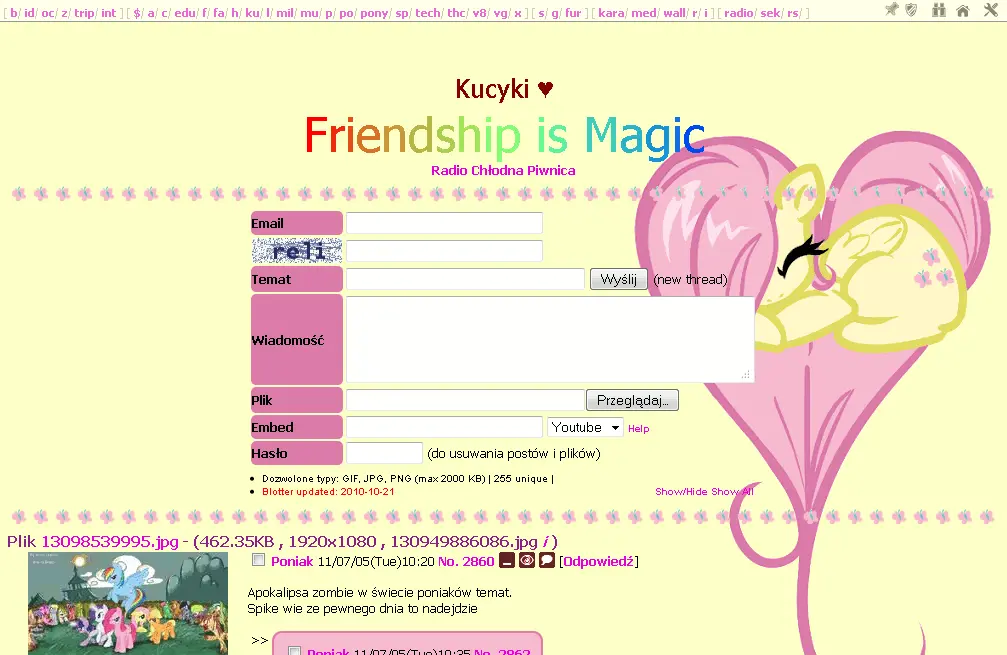 [ b/ id/ oc/ z/ trip/ int ] [ $/ a/ c/ edu/ f/ fa/ h/ ku/ l/ mil/ mu/ p/ po/ pony/ sp/ tech/ thc/ v8/ vg/ x ] [ s/ g/ fur ] [ kara/ med/ wall/ r/ i ] [ radio/ sek/ rs/ ]
Kucyki ♥
Friendship is Magic
Radio Chłodna Piwnica
Email
reli
Temat Wyślij (new thread)
Wiadomość
Plik Przeglądaj...
Embed Youtube Help
Hasło (do usuwania postów i plików)
Dozwolone typy: GIF, JPG, PNG (max 2000 KB) | 255 unique |
Blotter updated: 2010-10-21 Show/Hide Show All
Plik 13098539995.jpg - (462.35KB , 1920x1080 , 130949886086.jpg i )
Poniak 11/07/05(Tue)10:20 No. 2860 [Odpowiedź]
Apokalipsa zombie w świecie poniaków temat.
Spike wie ze pewnego dnia to nadejdzie
>>
Poniak 11/07/05(Tue)10:35 No. 2862